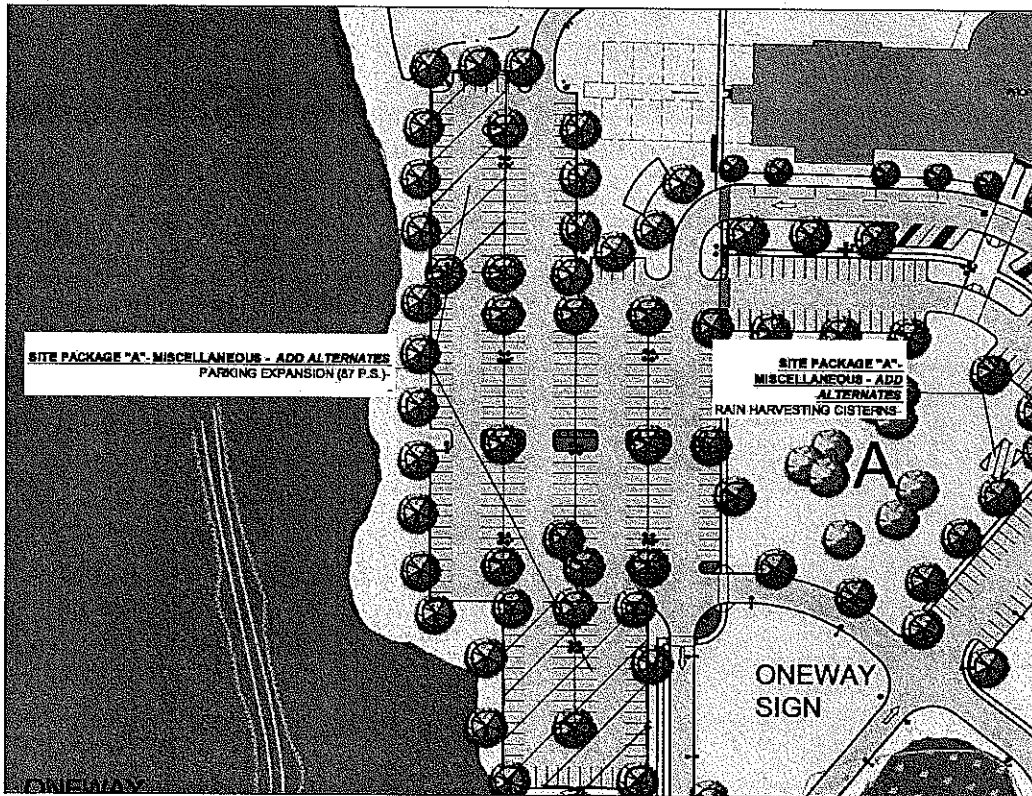 SITE PACKAGE "A"- MISCELLANEOUS - ADD ALTERNATES
PARKING EXPANSION (87 P.S.)-
SITE PACKAGE "A"-
MISCELLANEOUS - ADD
ALTERNATES
RAIN HARVESTING CISTERNS-
A
ONEWAY
SIGN
ONEWAY